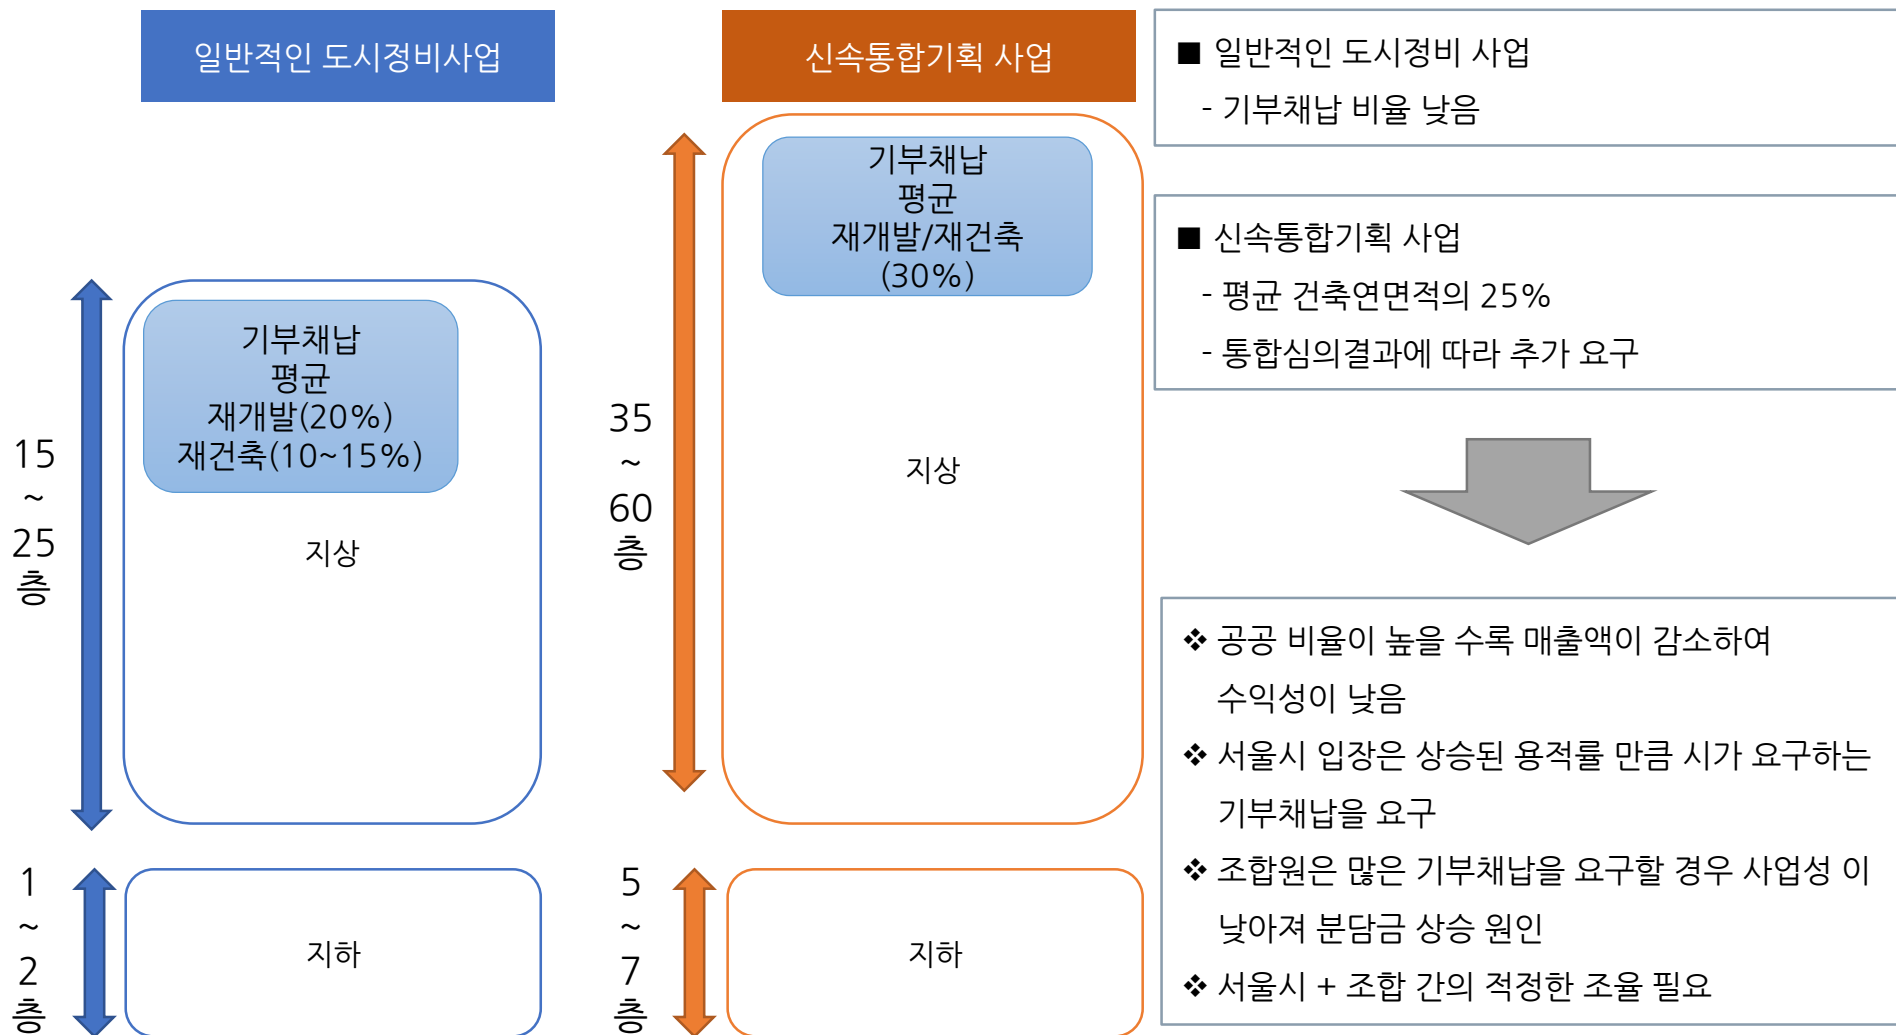 일반적인 도시정비사업
기부채납
평균
재개발(20%)
재건축(10~15%)
15
~
25
층
지상
1
~
2
층
지하
신속통합기획 사업
기부채납
평균
재개발/재건축
(30%)
35
~
60
층
지상
5
~
7
층
지하
■ 일반적인 도시정비 사업
- 기부채납 비율 낮음
■ 신속통합기획 사업
- 평균 건축연면적의 25%
- 통합심의결과에 따라 추가 요구
❖ 공공 비율이 높을 수록 매출액이 감소하여
수익성이 낮음
❖ 서울시 입장은 상승된 용적률 만큼 시가 요구하는
기부채납을 요구
❖ 조합원은 많은 기부채납을 요구할 경우 사업성 이
낮아져 분담금 상승 원인
❖ 서울시 + 조합 간의 적정한 조율 필요